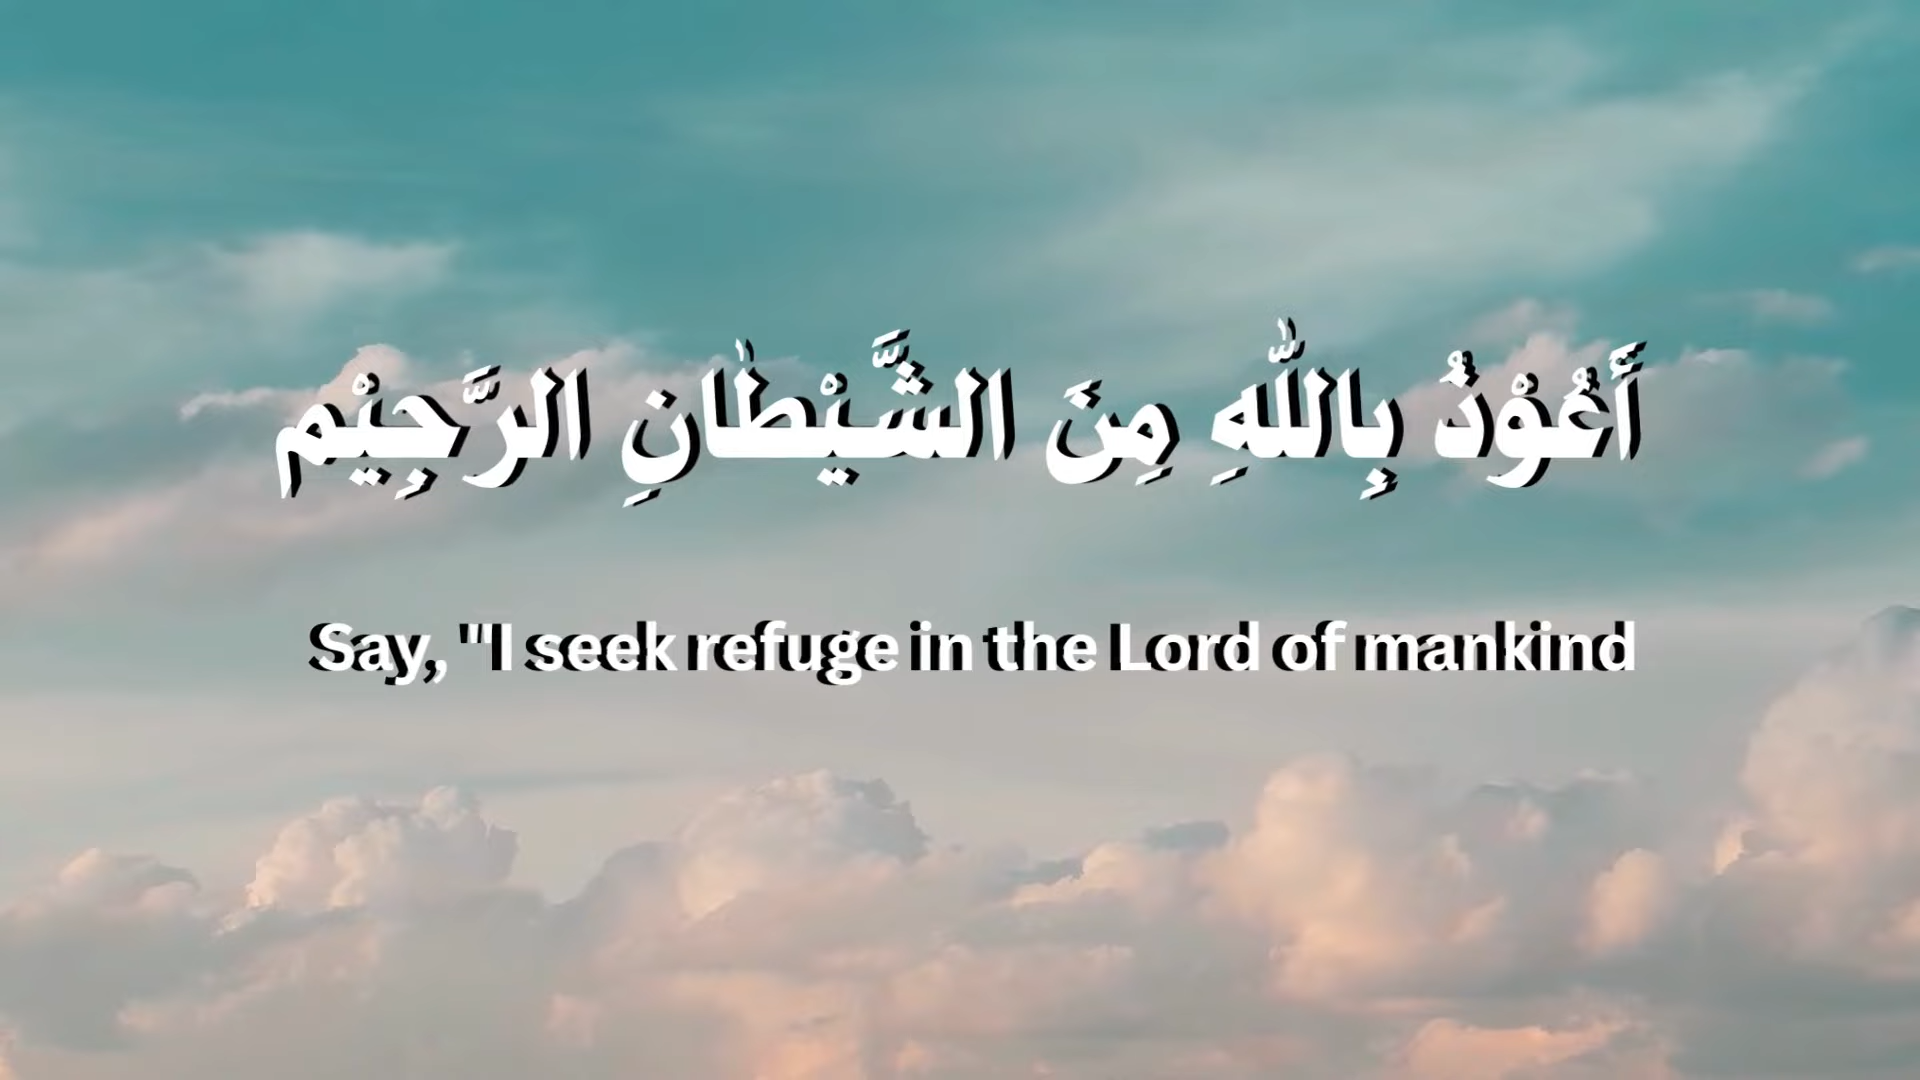 أَعُوْذُ بِاللّٰهِ مِنَ الشَّيْطٰانِ الرَّجِيْم
Say, "I seek refuge in the Lord of mankind